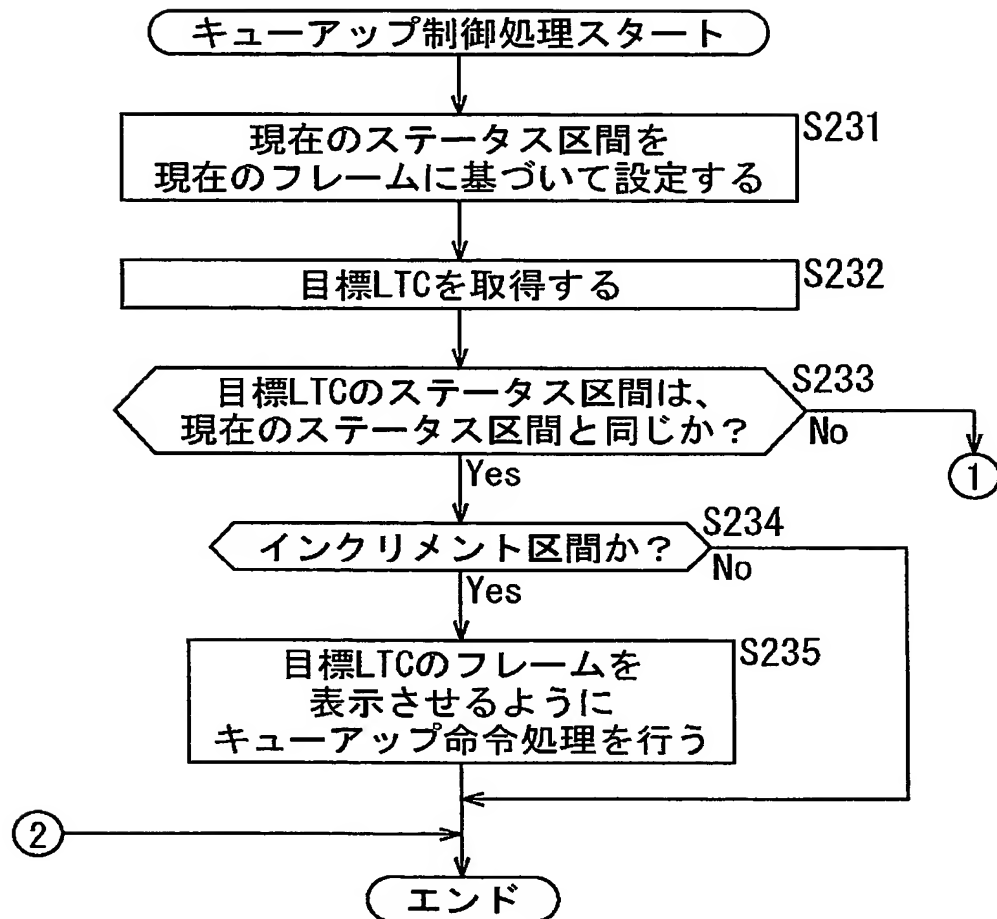 キューアップ制御処理スタート
S231
現在のステータス区間を
現在のフレームに基づいて設定する
S232
目標LTCを取得する
S233
目標LTCのステータス区間は、
現在のステータス区間と同じか？
No
①
Yes
S234
インクリメント区間か？
No
Yes
S235
目標LTCのフレームを
表示させるように
キューアップ命令処理を行う
②
エンド